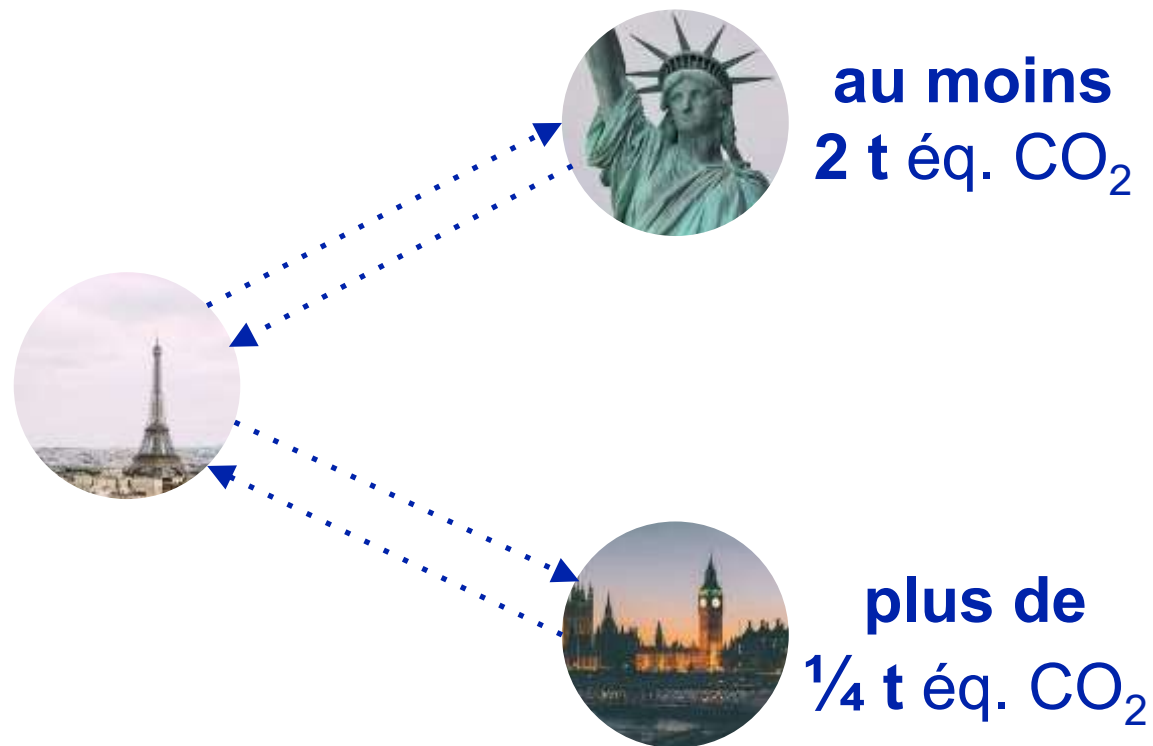 au moins
2 t éq. CO₂
plus de
¼ t éq. CO₂